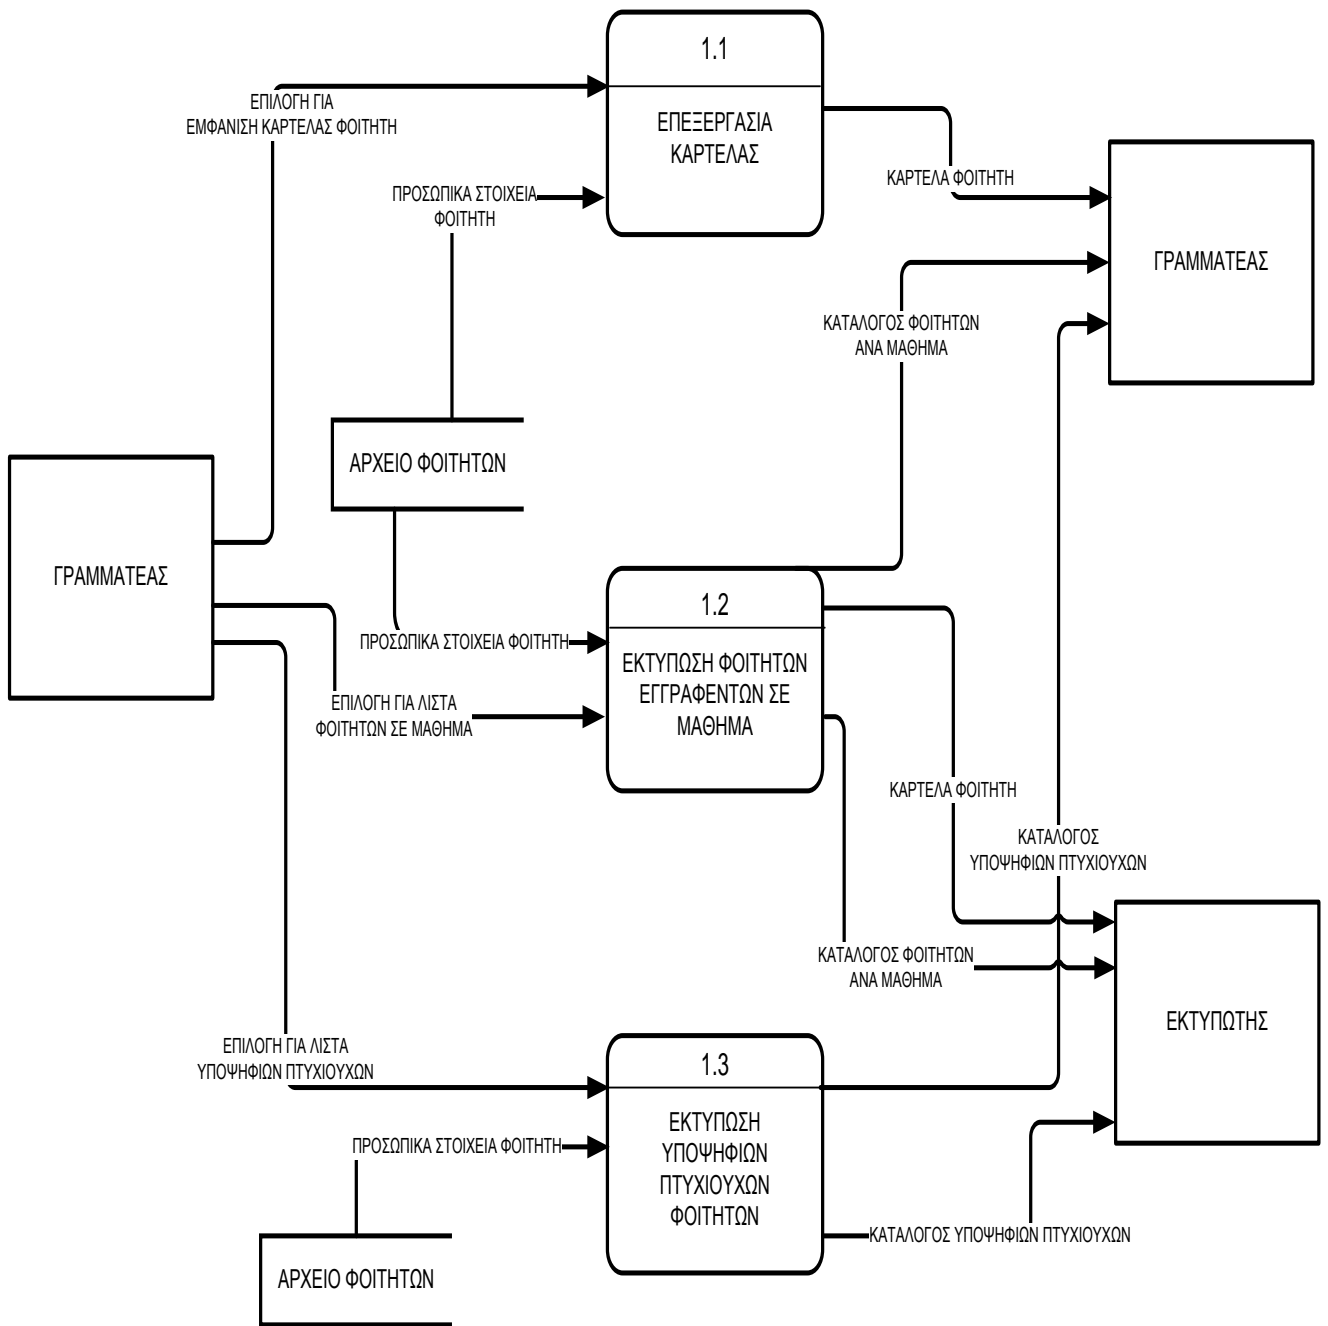 1.1
ΕΠΕΞΕΡΓΑΣΙΑ
ΚΑΡΤΕΛΑΣ
ΕΠΙΛΟΓΗ ΓΙΑ
ΕΜΦΑΝΙΣΗ ΚΑΡΤΕΛΑΣ ΦΟΙΤΗΤΗ
ΠΡΟΣΩΠΙΚΑ ΣΤΟΙΧΕΙΑ
ΦΟΙΤΗΤΗ
ΚΑΡΤΕΛΑ ΦΟΙΤΗΤΗ
ΓΡΑΜΜΑΤΕΑΣ
ΚΑΤΑΛΟΓΟΣ ΦΟΙΤΗΤΩΝ
ΑΝΑ ΜΑΘΗΜΑ
ΑΡΧΕΙΟ ΦΟΙΤΗΤΩΝ
ΓΡΑΜΜΑΤΕΑΣ
1.2
ΕΚΤΥΠΩΣΗ ΦΟΙΤΗΤΩΝ
ΕΓΓΡΑΦΕΝΤΩΝ ΣΕ
ΜΑΘΗΜΑ
ΠΡΟΣΩΠΙΚΑ ΣΤΟΙΧΕΙΑ ΦΟΙΤΗΤΗ
ΕΠΙΛΟΓΗ ΓΙΑ ΛΙΣΤΑ
ΦΟΙΤΗΤΩΝ ΣΕ ΜΑΘΗΜΑ
ΚΑΡΤΕΛΑ ΦΟΙΤΗΤΗ
ΚΑΤΑΛΟΓΟΣ
ΥΠΟΨΗΦΙΩΝ ΠΤΥΧΙΟΥΧΩΝ
ΚΑΤΑΛΟΓΟΣ ΦΟΙΤΗΤΩΝ
ΑΝΑ ΜΑΘΗΜΑ
ΕΚΤΥΠΩΤΗΣ
ΕΠΙΛΟΓΗ ΓΙΑ ΛΙΣΤΑ
ΥΠΟΨΗΦΙΩΝ ΠΤΥΧΙΟΥΧΩΝ
1.3
ΕΚΤΥΠΩΣΗ
ΥΠΟΨΗΦΙΩΝ
ΠΤΥΧΙΟΥΧΩΝ
ΦΟΙΤΗΤΩΝ
ΠΡΟΣΩΠΙΚΑ ΣΤΟΙΧΕΙΑ ΦΟΙΤΗΤΗ
ΚΑΤΑΛΟΓΟΣ ΥΠΟΨΗΦΙΩΝ ΠΤΥΧΙΟΥΧΩΝ
ΑΡΧΕΙΟ ΦΟΙΤΗΤΩΝ